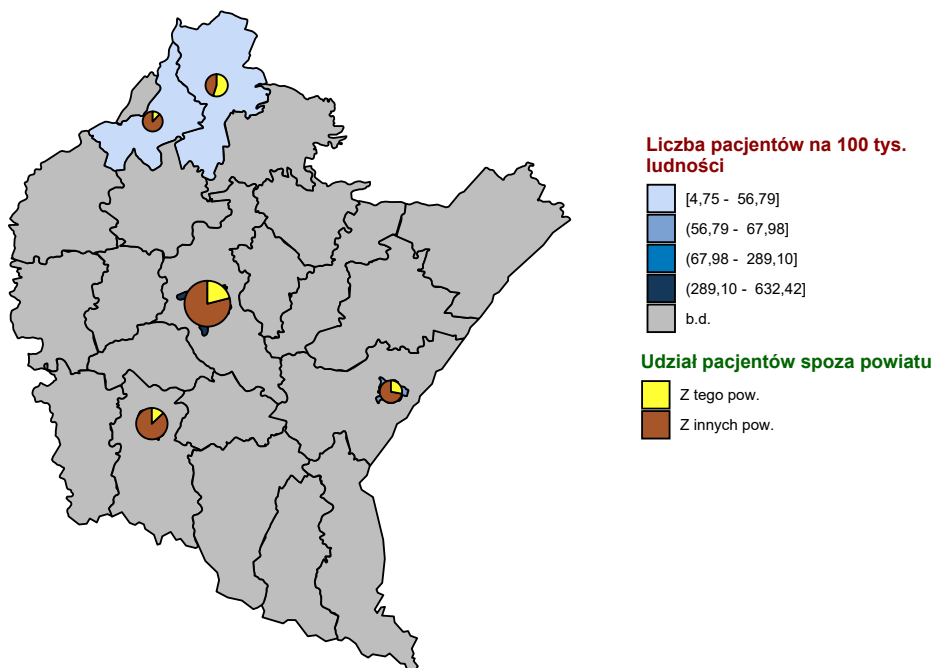 Liczba pacjentów na 100 tys.
ludności
[4,75 - 56,79]
(56,79 - 67,98]
(67,98 - 289,10]
(289,10 - 632,42]
b.d.
Udział pacjentów spoza powiatu
Z tego pow.
Z innych pow.